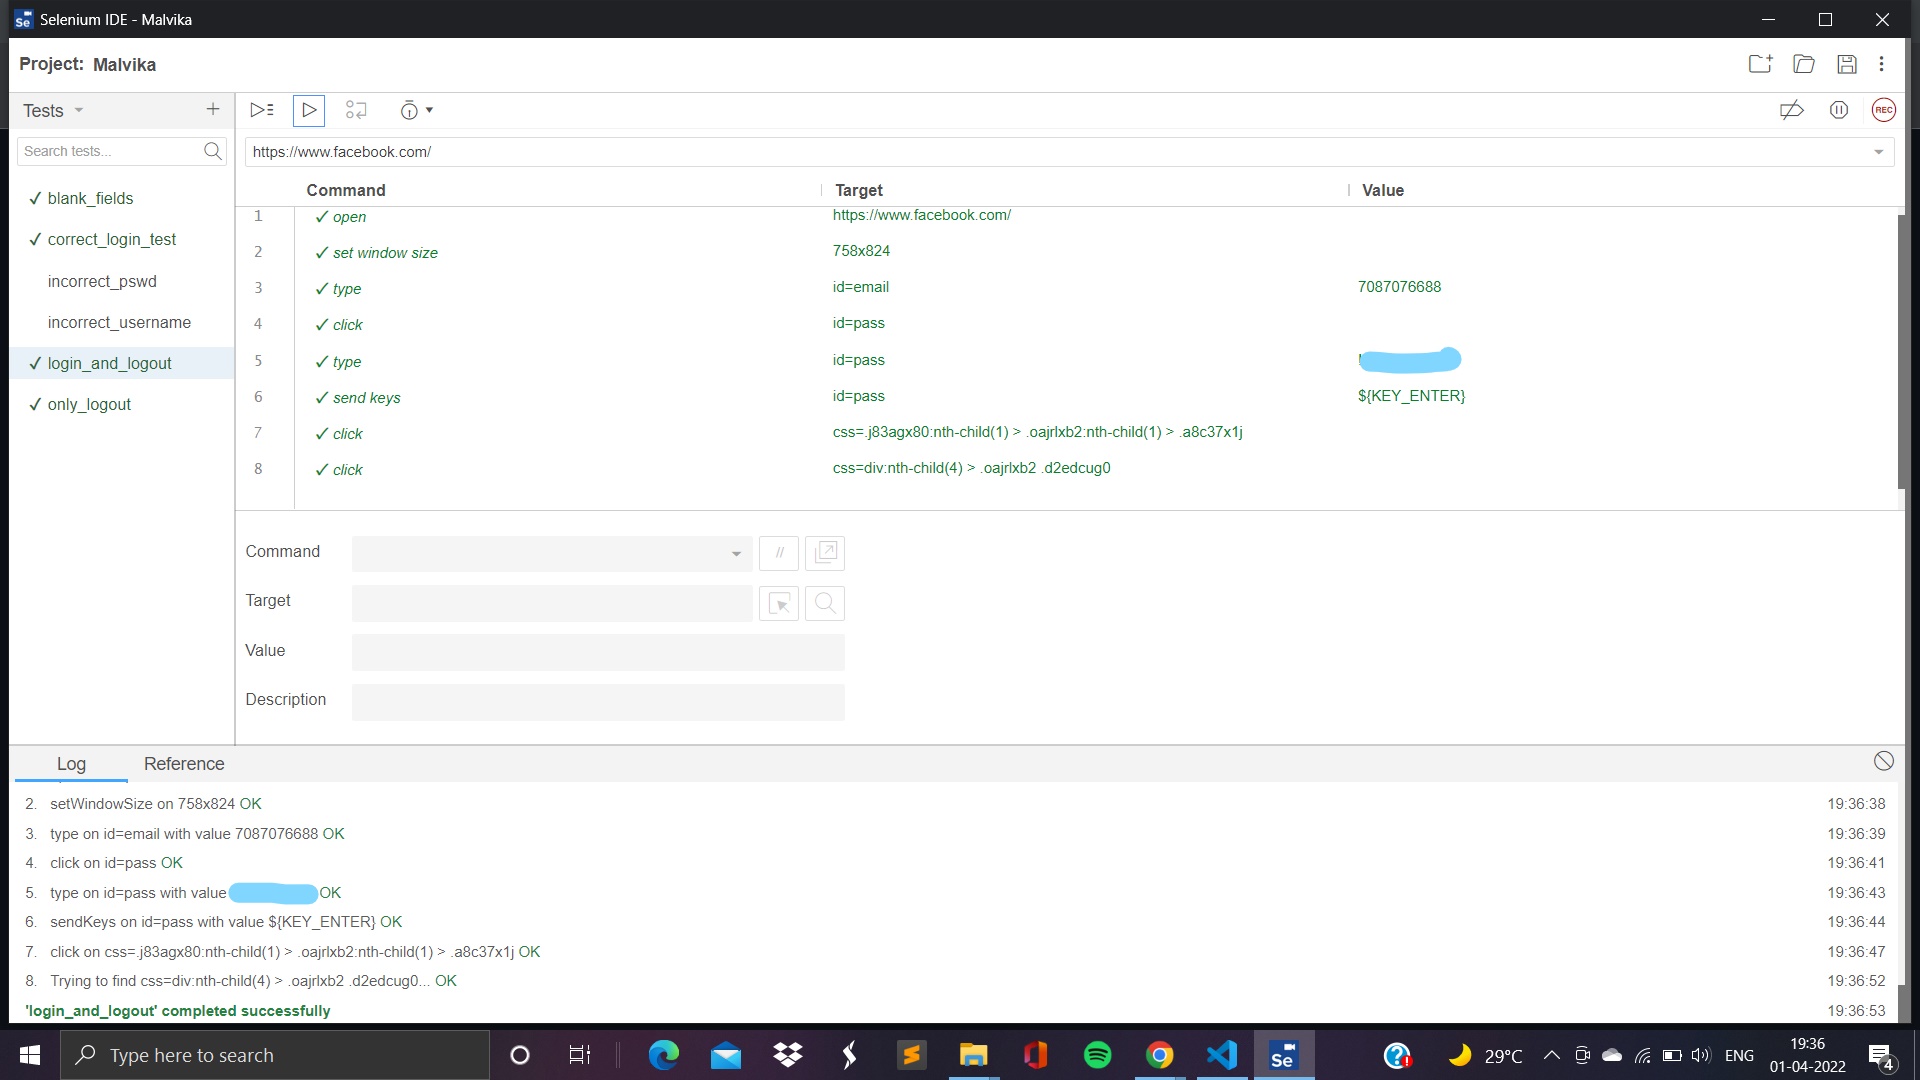 Selenium IDE - Malvika
Project: Malvika
Tests
Search tests...
✓ blank_fields
✓ correct_login_test
incorrect_pswd
incorrect_username
✓ login_and_logout
✓ only_logout
REC
https://www.facebook.com/
Command Target Value
1 ✓ open https://www.facebook.com/
2 ✓ set window size 758x824
3 ✓ type id=email 7087076688
4 ✓ click id=pass
5 ✓ type id=pass
6 ✓ send keys id=pass ${KEY_ENTER}
7 ✓ click css=.j83agx80:nth-child(1) > .oajrlxb2:nth-child(1) > .a8c37x1j
8 ✓ click css=div:nth-child(4) > .oajrlxb2 .d2edcug0
Command //
Target
Value
Description
Log Reference
2. setWindowSize on 758x824 OK 19:36:38
3. type on id=email with value 7087076688 OK 19:36:39
4. click on id=pass OK 19:36:41
5. type on id=pass with value OK 19:36:43
6. sendKeys on id=pass with value ${KEY_ENTER} OK 19:36:44
7. click on css=.j83agx80:nth-child(1) > .oajrlxb2:nth-child(1) > .a8c37x1j OK 19:36:47
8. Trying to find css=div:nth-child(4) > .oajrlxb2 .d2edcug0... OK 19:36:52
'login_and_logout' completed successfully 19:36:53
Type here to search
Se
29°C
ENG
19:36
01-04-2022
4